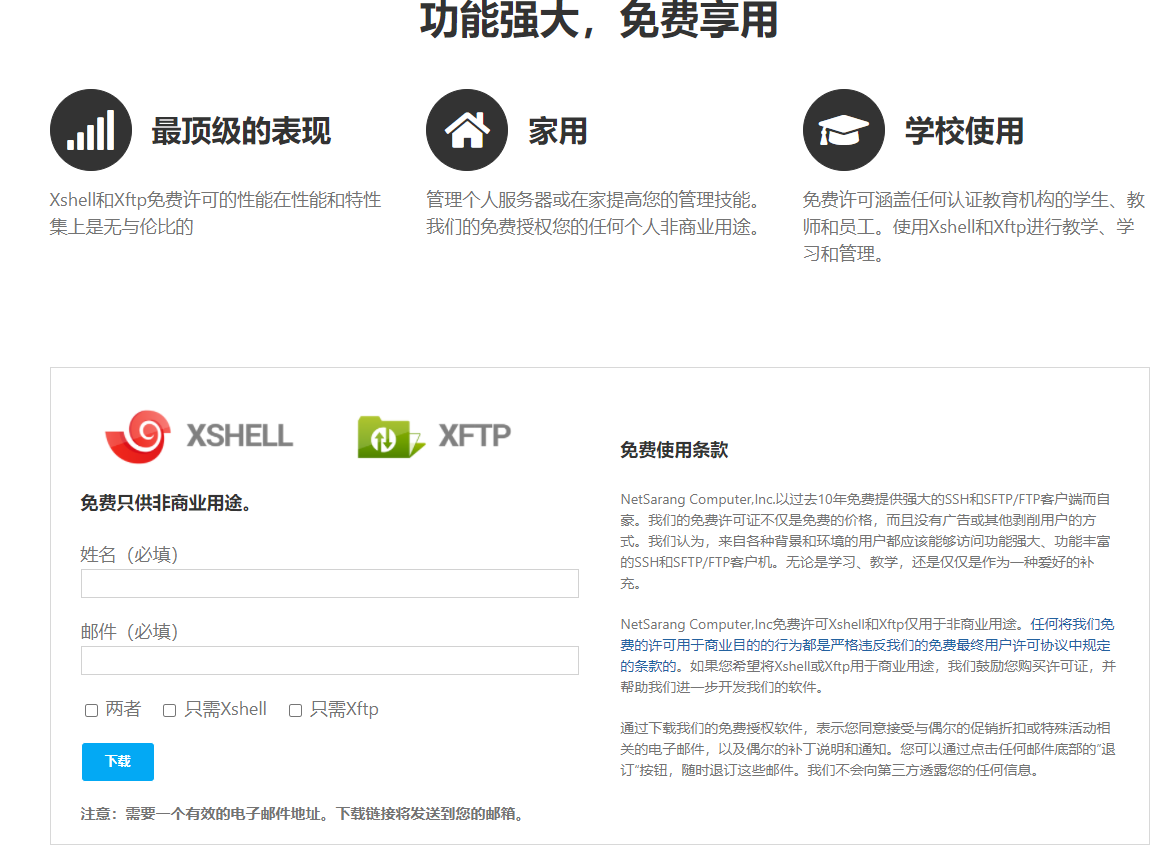 功能强大，免费享用
最顶级的表现
Xshell和Xftp免费许可的性能在性能和特性
集上是无与伦比的
家用
管理个人服务器或在家提高您的管理技能。
我们的免费授权您的任何个人非商业用途。
学校使用
免费许可涵盖任何认证教育机构的学生、教
师和员工。使用Xshell和Xftp进行教学、学
习和管理。
XSHELL
XFTP
免费只供非商业用途。
姓名（必填）
邮件（必填）
两者 只需Xshell 只需Xftp
下载
注意：需要一个有效的电子邮件地址。下载链接将发送到您的邮箱。
免费使用条款
NetSarang Computer,Inc.以过去10年免费提供强大的SSH和SFTP/FTP客户端而自
豪。我们的免费许可证不仅是免费的价格，而且没有广告或其他剥削用户的方
式。我们认为，来自各种背景和环境的用户都应该能够访问功能强大、功能丰富
的SSH和SFTP/FTP客户机。无论是学习、教学，还是仅仅是作为一种爱好的补
充。
NetSarang Computer,Inc免费许可Xshell和Xftp仅用于非商业用途。任何将我们免
费的许可用于商业目的的行为都是严格违反我们的免费最终用户许可协议中规定
的条款的。如果您希望将Xshell或Xftp用于商业用途，我们鼓励您购买许可证，并
帮助我们进一步开发我们的软件。
通过下载我们的免费授权软件，表示您同意接受与偶尔的促销折扣或特殊活动相
关的电子邮件，以及偶尔的补丁说明和通知。您可以通过点击任何邮件底部的“退
订”按钮，随时退订这些邮件。我们不会向第三方透露您的任何信息。